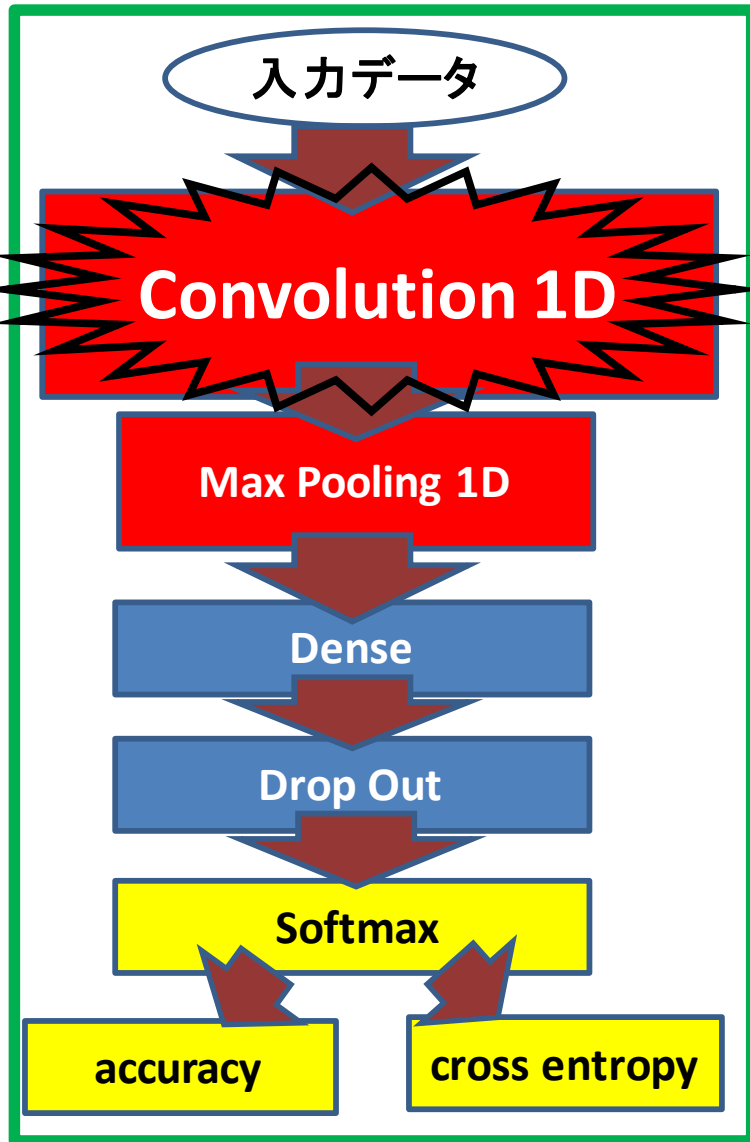 入力データ
Convolution 1D
Max Pooling 1D
Dense
Drop Out
Softmax
accuracy
cross entropy